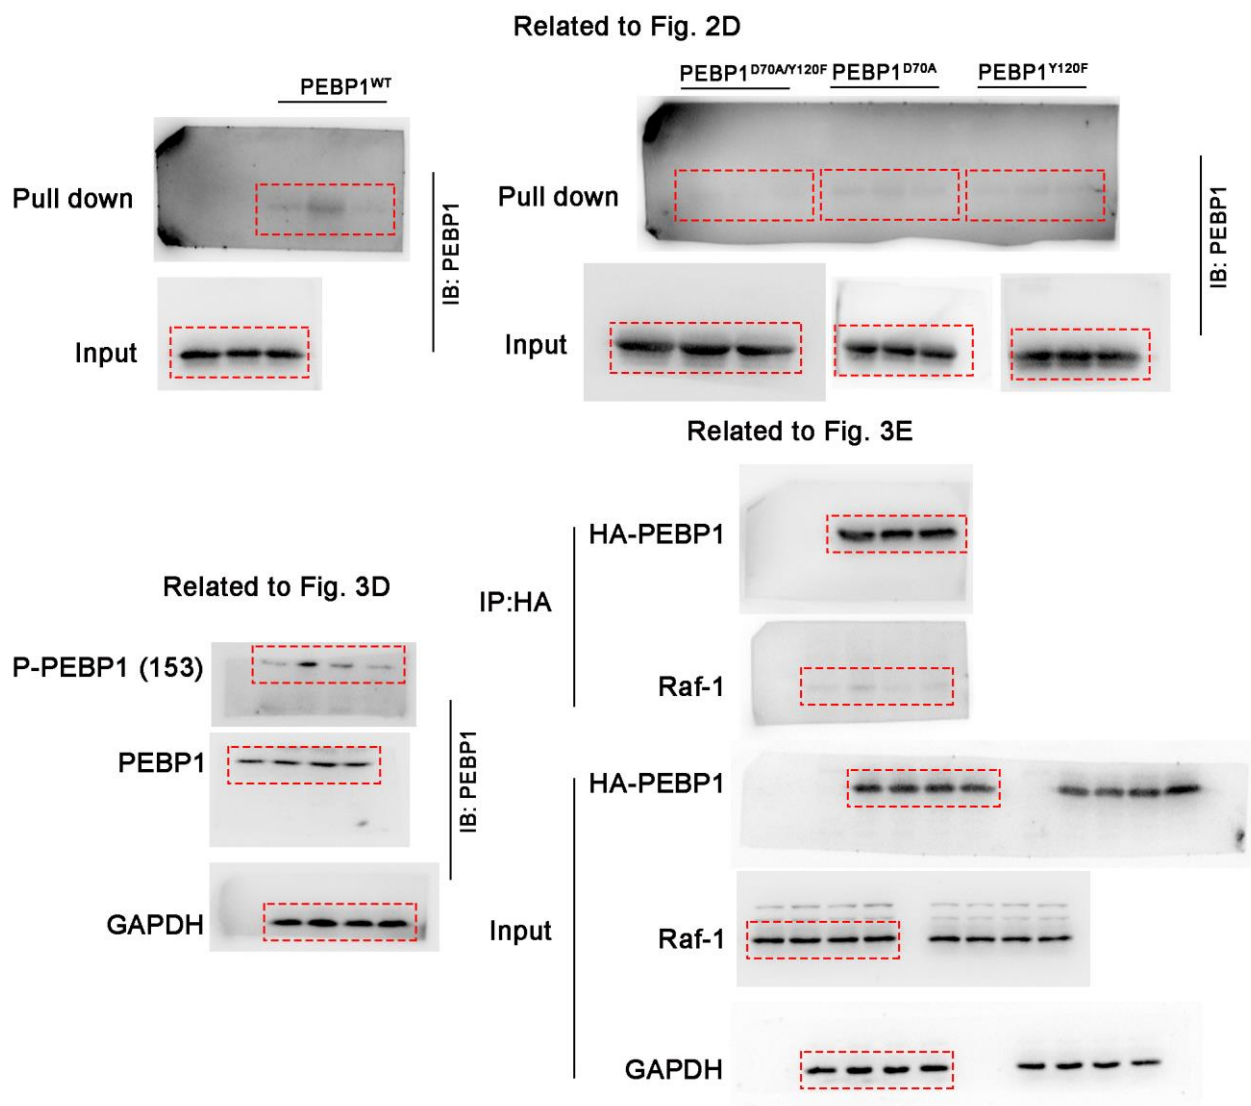 Related to Fig. 2D
PEBP1ᵂᵀ
Pull down
Input
IB: PEBP1
PEBP1ᴰ⁷⁰ᴬ/ʸ¹²⁰ꟳ
PEBP1ᴰ⁷⁰ᴬ
PEBP1ʸ¹²⁰ꟳ
Pull down
Input
IB: PEBP1
Related to Fig. 3D
P-PEBP1 (153)
PEBP1
GAPDH
IB: PEBP1
Related to Fig. 3E
IP:HA
HA-PEBP1
Raf-1
Input
HA-PEBP1
Raf-1
GAPDH